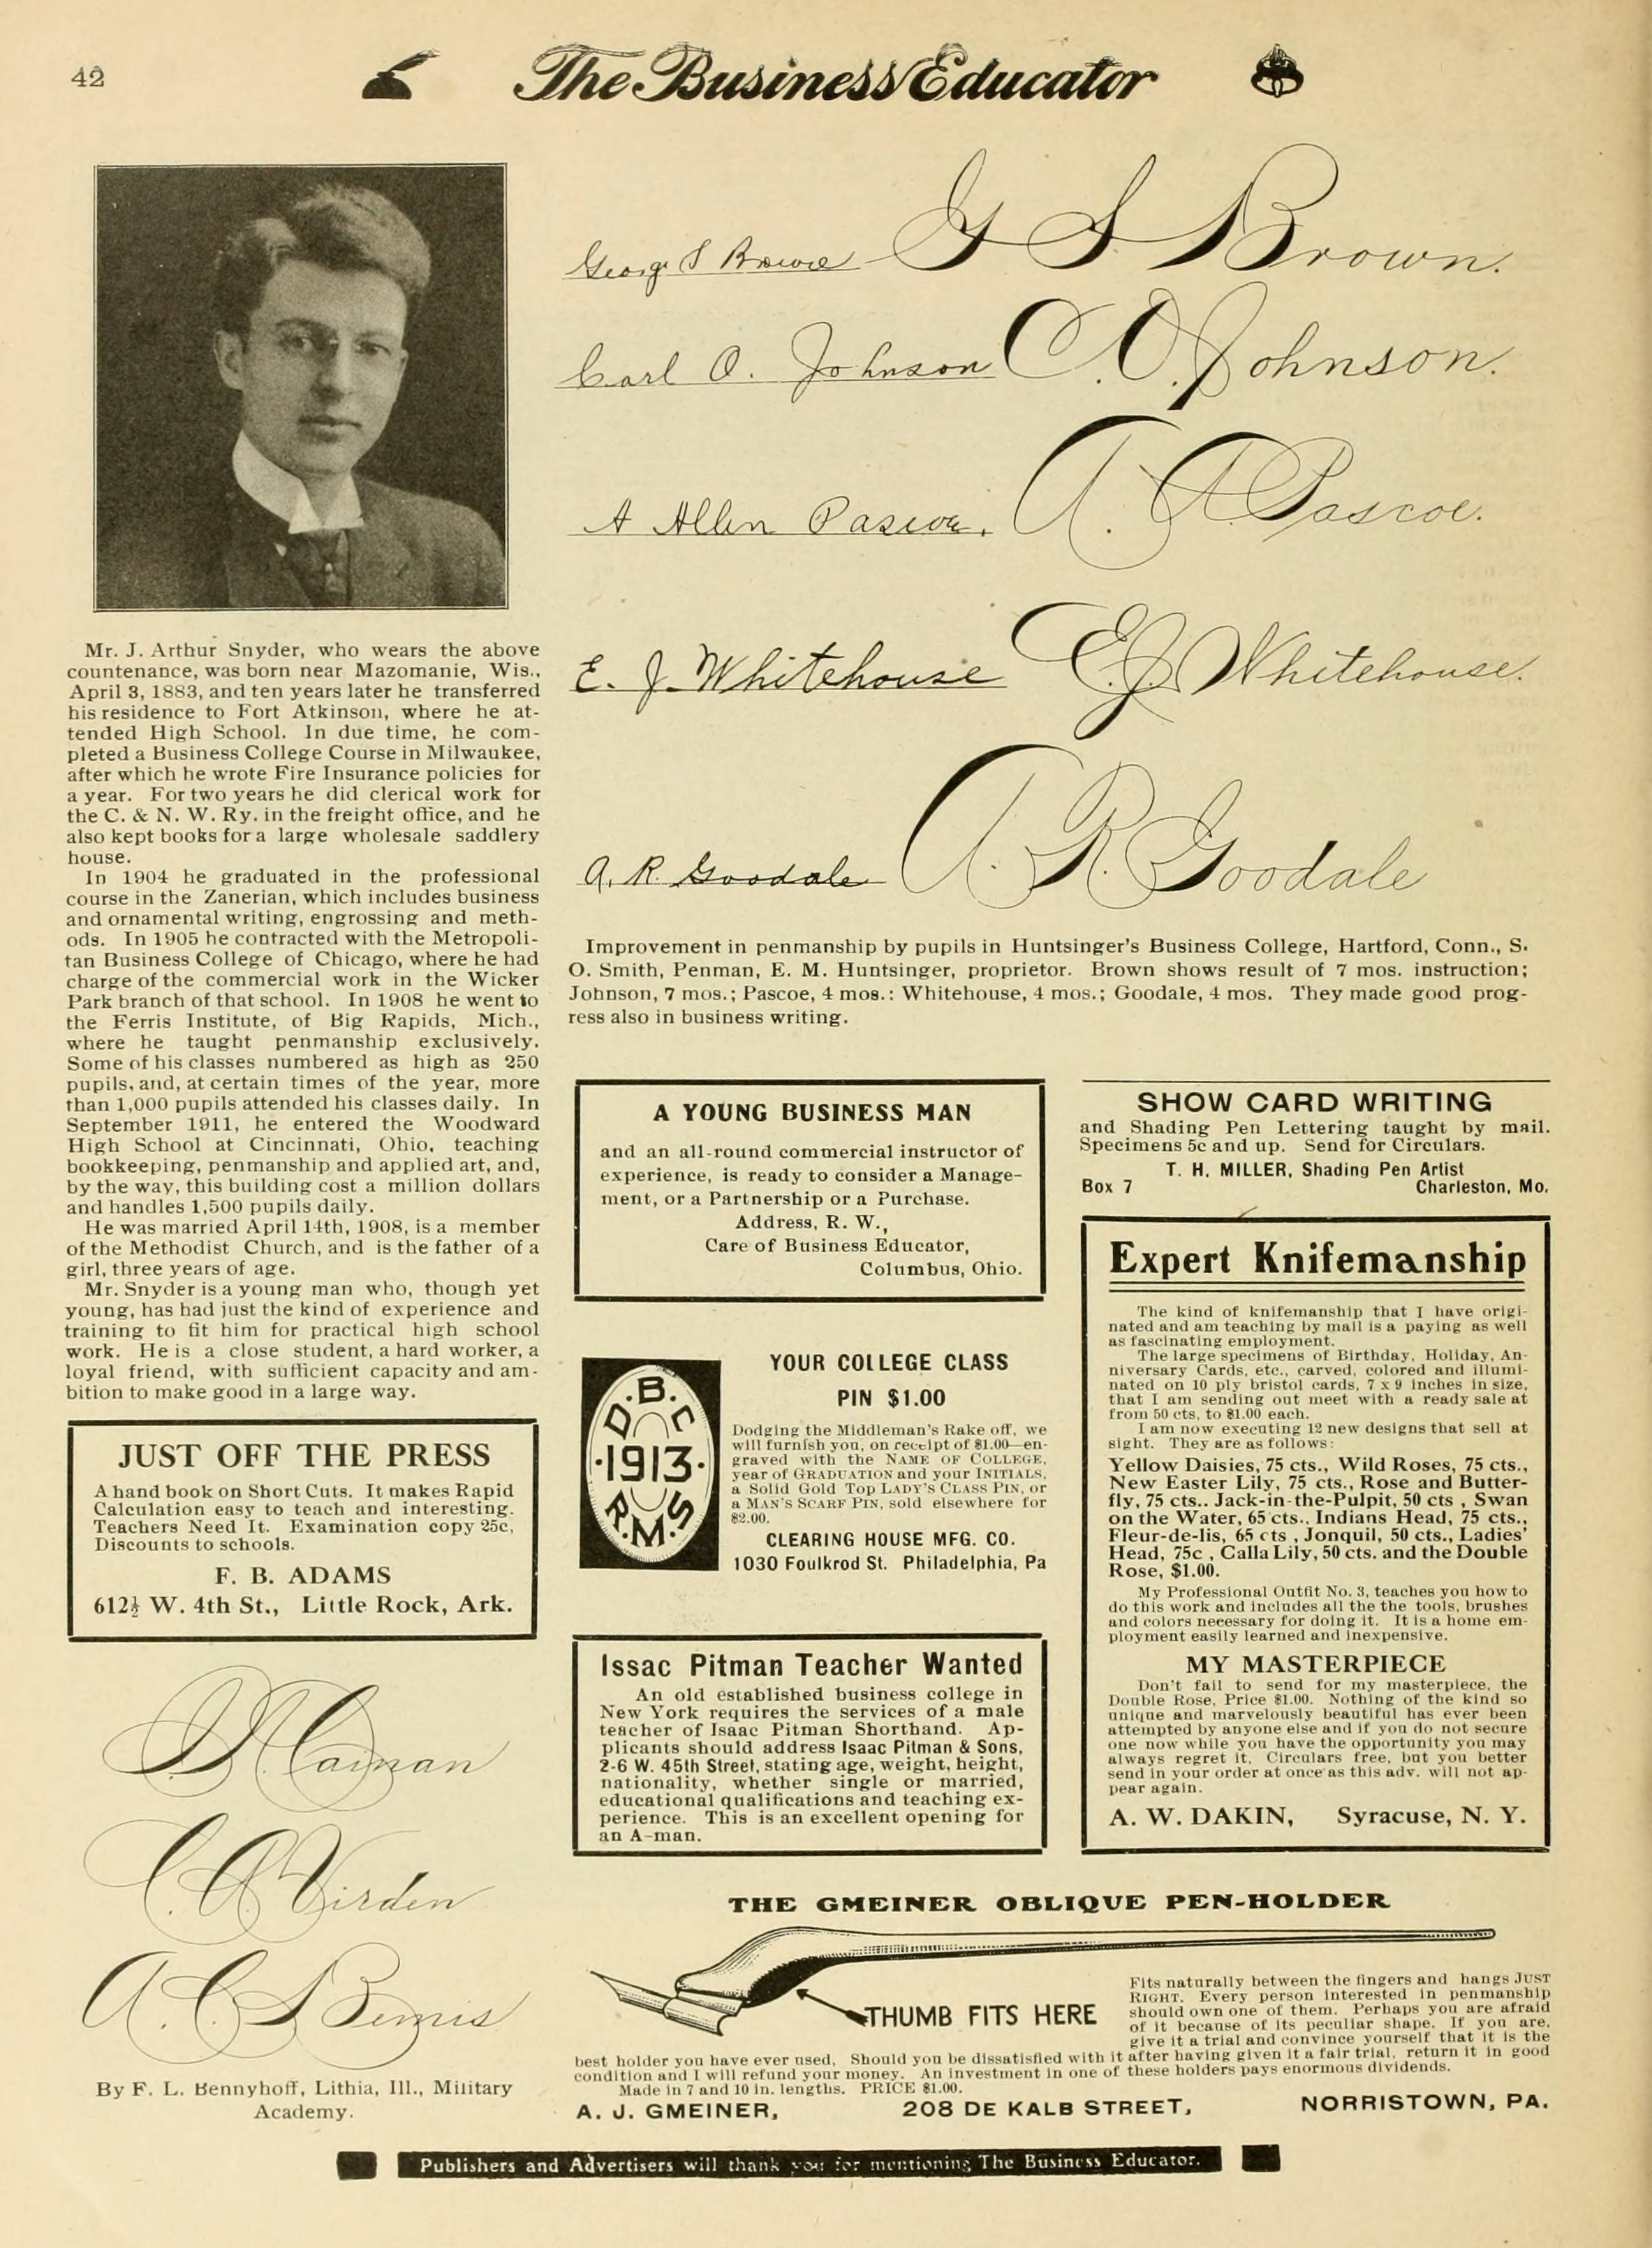 42
The Business Educator
George S Brown G S Brown.
Carl O. Johnson C. O. Johnson.
A Allen Pascoe. A. A Pascoe.
E. J. Whitehouse E. J. Whitehouse.
A. R. Goodale A. R. Goodale
Mr. J. Arthur Snyder, who wears the above
countenance, was born near Mazomanie, Wis.,
April 3, 1883, and ten years later he transferred
his residence to Fort Atkinson, where he at-
tended High School. In due time, he com-
pleted a Business College Course in Milwaukee,
after which he wrote Fire Insurance policies for
a year. For two years he did clerical work for
the C. & N. W. Ry. in the freight office, and he
also kept books for a large wholesale saddlery
house.
In 1904 he graduated in the professional
course in the Zanerian, which includes business
and ornamental writing, engrossing and meth-
ods. In 1905 he contracted with the Metropoli-
tan Business College of Chicago, where he had
charge of the commercial work in the Wicker
Park branch of that school. In 1908 he went to
the Ferris Institute, of Big Rapids, Mich.,
where he taught penmanship exclusively.
Some of his classes numbered as high as 250
pupils, and, at certain times of the year, more
than 1,000 pupils attended his classes daily. In
September 1911, he entered the Woodward
High School at Cincinnati, Ohio, teaching
bookkeeping, penmanship and applied art, and,
by the way, this building cost a million dollars
and handles 1,500 pupils daily.
He was married April 14th, 1908, is a member
of the Methodist Church, and is the father of a
girl, three years of age.
Mr. Snyder is a young man who, though yet
young, has had just the kind of experience and
training to fit him for practical high school
work. He is a close student, a hard worker, a
loyal friend, with sufficient capacity and am-
bition to make good in a large way.
JUST OFF THE PRESS
A hand book on Short Cuts. It makes Rapid
Calculation easy to teach and interesting.
Teachers Need It. Examination copy 25c,
Discounts to schools.
F. B. ADAMS
612½ W. 4th St., Little Rock, Ark.
C. A. Virden
A. C. Bemis
By F. L. Bennyhoff, Lithia, Ill., Military
Academy.
Improvement in penmanship by pupils in Huntsinger's Business College, Hartford, Conn., S.
O. Smith, Penman, E. M. Huntsinger, proprietor. Brown shows result of 7 mos. instruction;
Johnson, 7 mos.; Pascoe, 4 mos.: Whitehouse, 4 mos.; Goodale, 4 mos. They made good prog-
ress also in business writing.
A YOUNG BUSINESS MAN
and an all-round commercial instructor of
experience, is ready to consider a Manage-
ment, or a Partnership or a Purchase.
Address, R. W.,
Care of Business Educator,
Columbus, Ohio.
D.B.C
·1913·
R.M.S
YOUR COLLEGE CLASS
PIN $1.00
Dodging the Middleman's Rake off, we
will furnish you, on receipt of $1.00—en-
graved with the NAME OF COLLEGE,
year of GRADUATION and your INITIALS,
a Solid Gold Top LADY'S CLASS PIN, or
a MAN'S SCARF PIN, sold elsewhere for
$2.00.
CLEARING HOUSE MFG. CO.
1030 Foulkrod St. Philadelphia, Pa
Issac Pitman Teacher Wanted
An old established business college in
New York requires the services of a male
teacher of Isaac Pitman Shorthand. Ap-
plicants should address Isaac Pitman & Sons,
2-6 W. 45th Street, stating age, weight, height,
nationality, whether single or married,
educational qualifications and teaching ex-
perience. This is an excellent opening for
an A-man.
SHOW CARD WRITING
and Shading Pen Lettering taught by mail.
Specimens 5c and up. Send for Circulars.
T. H. MILLER, Shading Pen Artist
Box 7 Charleston, Mo.
Expert Knifemanship
The kind of knifemanship that I have origi-
nated and am teaching by mail is a paying as well
as fascinating employment.
The large specimens of Birthday, Holiday, An-
niversary Cards, etc., carved, colored and illumi-
nated on 10 ply bristol cards, 7 x 9 inches in size,
that I am sending out meet with a ready sale at
from 50 cts, to $1.00 each.
I am now executing 12 new designs that sell at
sight. They are as follows:
Yellow Daisies, 75 cts., Wild Roses, 75 cts.,
New Easter Lily, 75 cts., Rose and Butter-
fly, 75 cts.. Jack-in-the-Pulpit, 50 cts , Swan
on the Water, 65 cts., Indians Head, 75 cts.,
Fleur-de-lis, 65 cts , Jonquil, 50 cts., Ladies'
Head, 75c , Calla Lily, 50 cts. and the Double
Rose, $1.00.
My Professional Outfit No. 3, teaches you how to
do this work and includes all the the tools, brushes
and colors necessary for doing it. It is a home em-
ployment easily learned and inexpensive.
MY MASTERPIECE
Don't fail to send for my masterpiece, the
Double Rose, Price $1.00. Nothing of the kind so
unique and marvelously beautiful has ever been
attempted by anyone else and if you do not secure
one now while you have the opportunity you may
always regret it. Circulars free, but you better
send in your order at once as this adv. will not ap-
pear again.
A. W. DAKIN, Syracuse, N. Y.
THE GMEINER OBLIQUE PEN-HOLDER
THUMB FITS HERE
Fits naturally between the fingers and hangs JUST
RIGHT. Every person interested in penmanship
should own one of them. Perhaps you are afraid
of it because of its peculiar shape. If you are,
give it a trial and convince yourself that it is the
best holder you have ever used. Should you be dissatisfied with it after having given it a fair trial, return it in good
condition and I will refund your money. An investment in one of these holders pays enormous dividends.
Made in 7 and 10 in. lengths. PRICE $1.00.
A. J. GMEINER, 208 DE KALB STREET, NORRISTOWN, PA.
Publishers and Advertisers will thank you for mentioning The Business Educator.